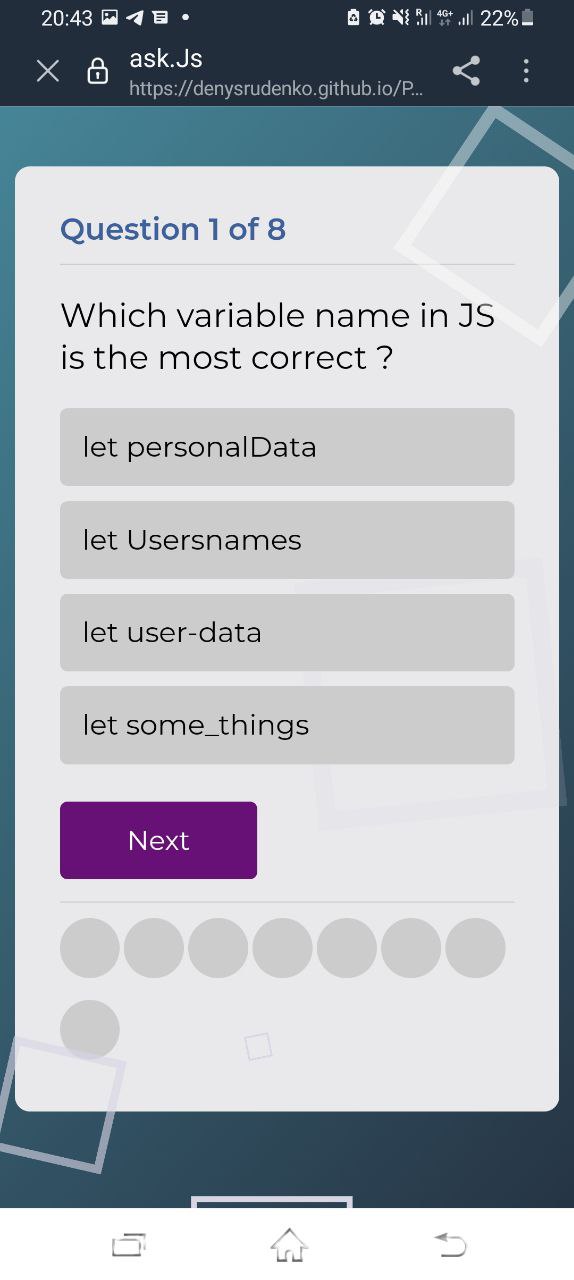 20:43
R 4G+ 22%
ask.Js
https://denysrudenko.github.io/P...
Question 1 of 8
Which variable name in JS
is the most correct ?
let personalData
let Usersnames
let user-data
let some_things
Next